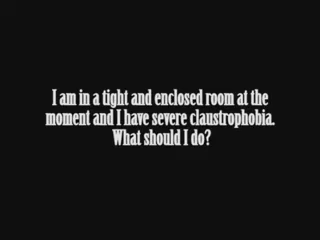 I am in a tight and enclosed room at the
moment and I have severe claustrophobia.
What should I do?